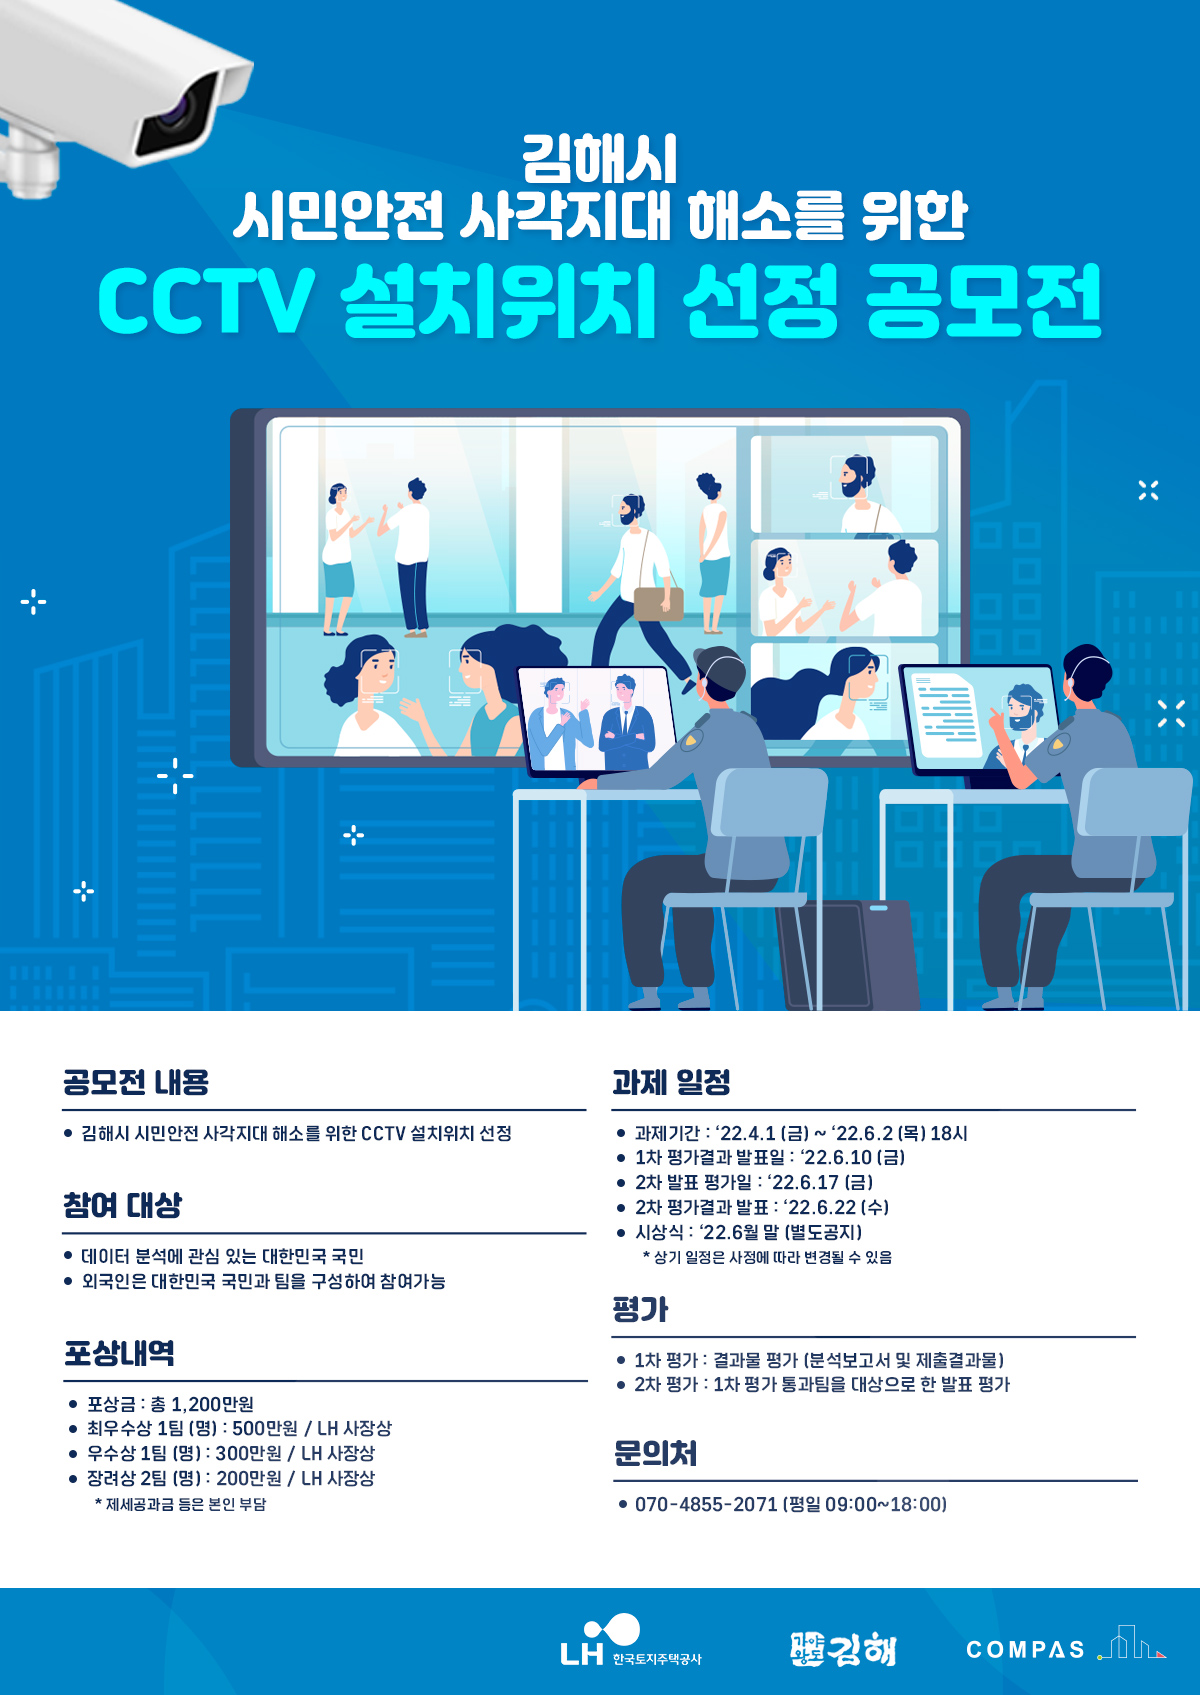 김해시
시민안전 사각지대 해소를 위한
CCTV 설치위치 선정 공모전
공모전 내용
• 김해시 시민안전 사각지대 해소를 위한 CCTV 설치위치 선정
참여 대상
• 데이터 분석에 관심 있는 대한민국 국민
• 외국인은 대한민국 국민과 팀을 구성하여 참여가능
포상내역
• 포상금 : 총 1,200만원
• 최우수상 1팀 (명) : 500만원 / LH 사장상
• 우수상 1팀 (명) : 300만원 / LH 사장상
• 장려상 2팀 (명) : 200만원 / LH 사장상
* 제세공과금 등은 본인 부담
과제 일정
• 과제기간 : ‘22.4.1 (금) ~ ‘22.6.2 (목) 18시
• 1차 평가결과 발표일 : ‘22.6.10 (금)
• 2차 발표 평가일 : ‘22.6.17 (금)
• 2차 평가결과 발표 : ‘22.6.22 (수)
• 시상식 : ‘22.6월 말 (별도공지)
* 상기 일정은 사정에 따라 변경될 수 있음
평가
• 1차 평가 : 결과물 평가 (분석보고서 및 제출결과물)
• 2차 평가 : 1차 평가 통과팀을 대상으로 한 발표 평가
문의처
• 070-4855-2071 (평일 09:00~18:00)
LH 한국토지주택공사
가야왕도 김해
COMPAS